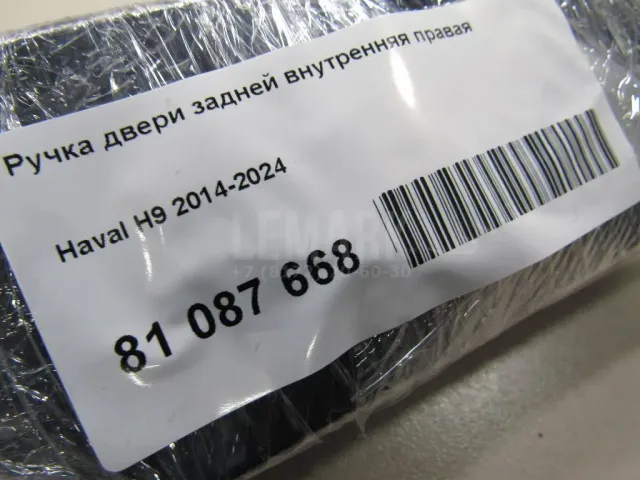 Ручка двери задней внутренняя правая
Haval H9 2014-2024
81 087 668